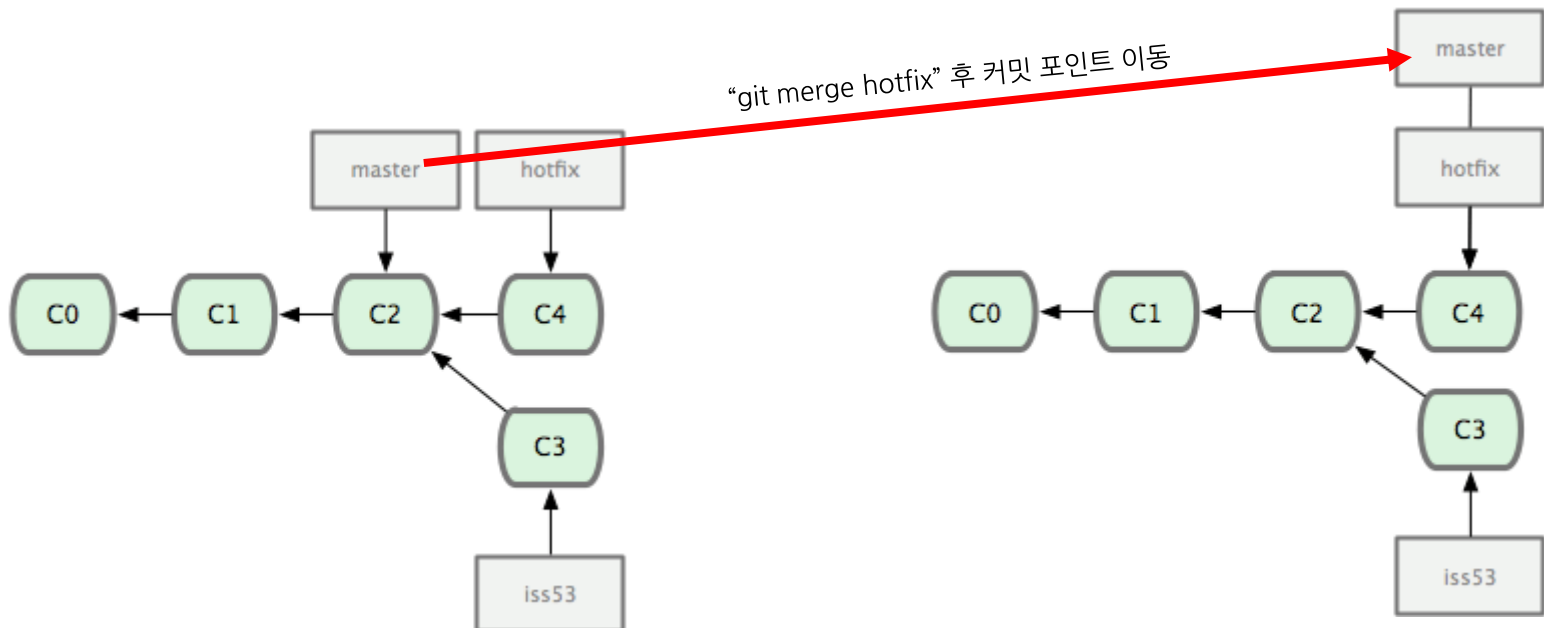 master
“git merge hotfix” 후 커밋 포인트 이동
master hotfix
hotfix
C0 C1 C2 C4
C0 C1 C2 C4
C3
C3
iss53
iss53